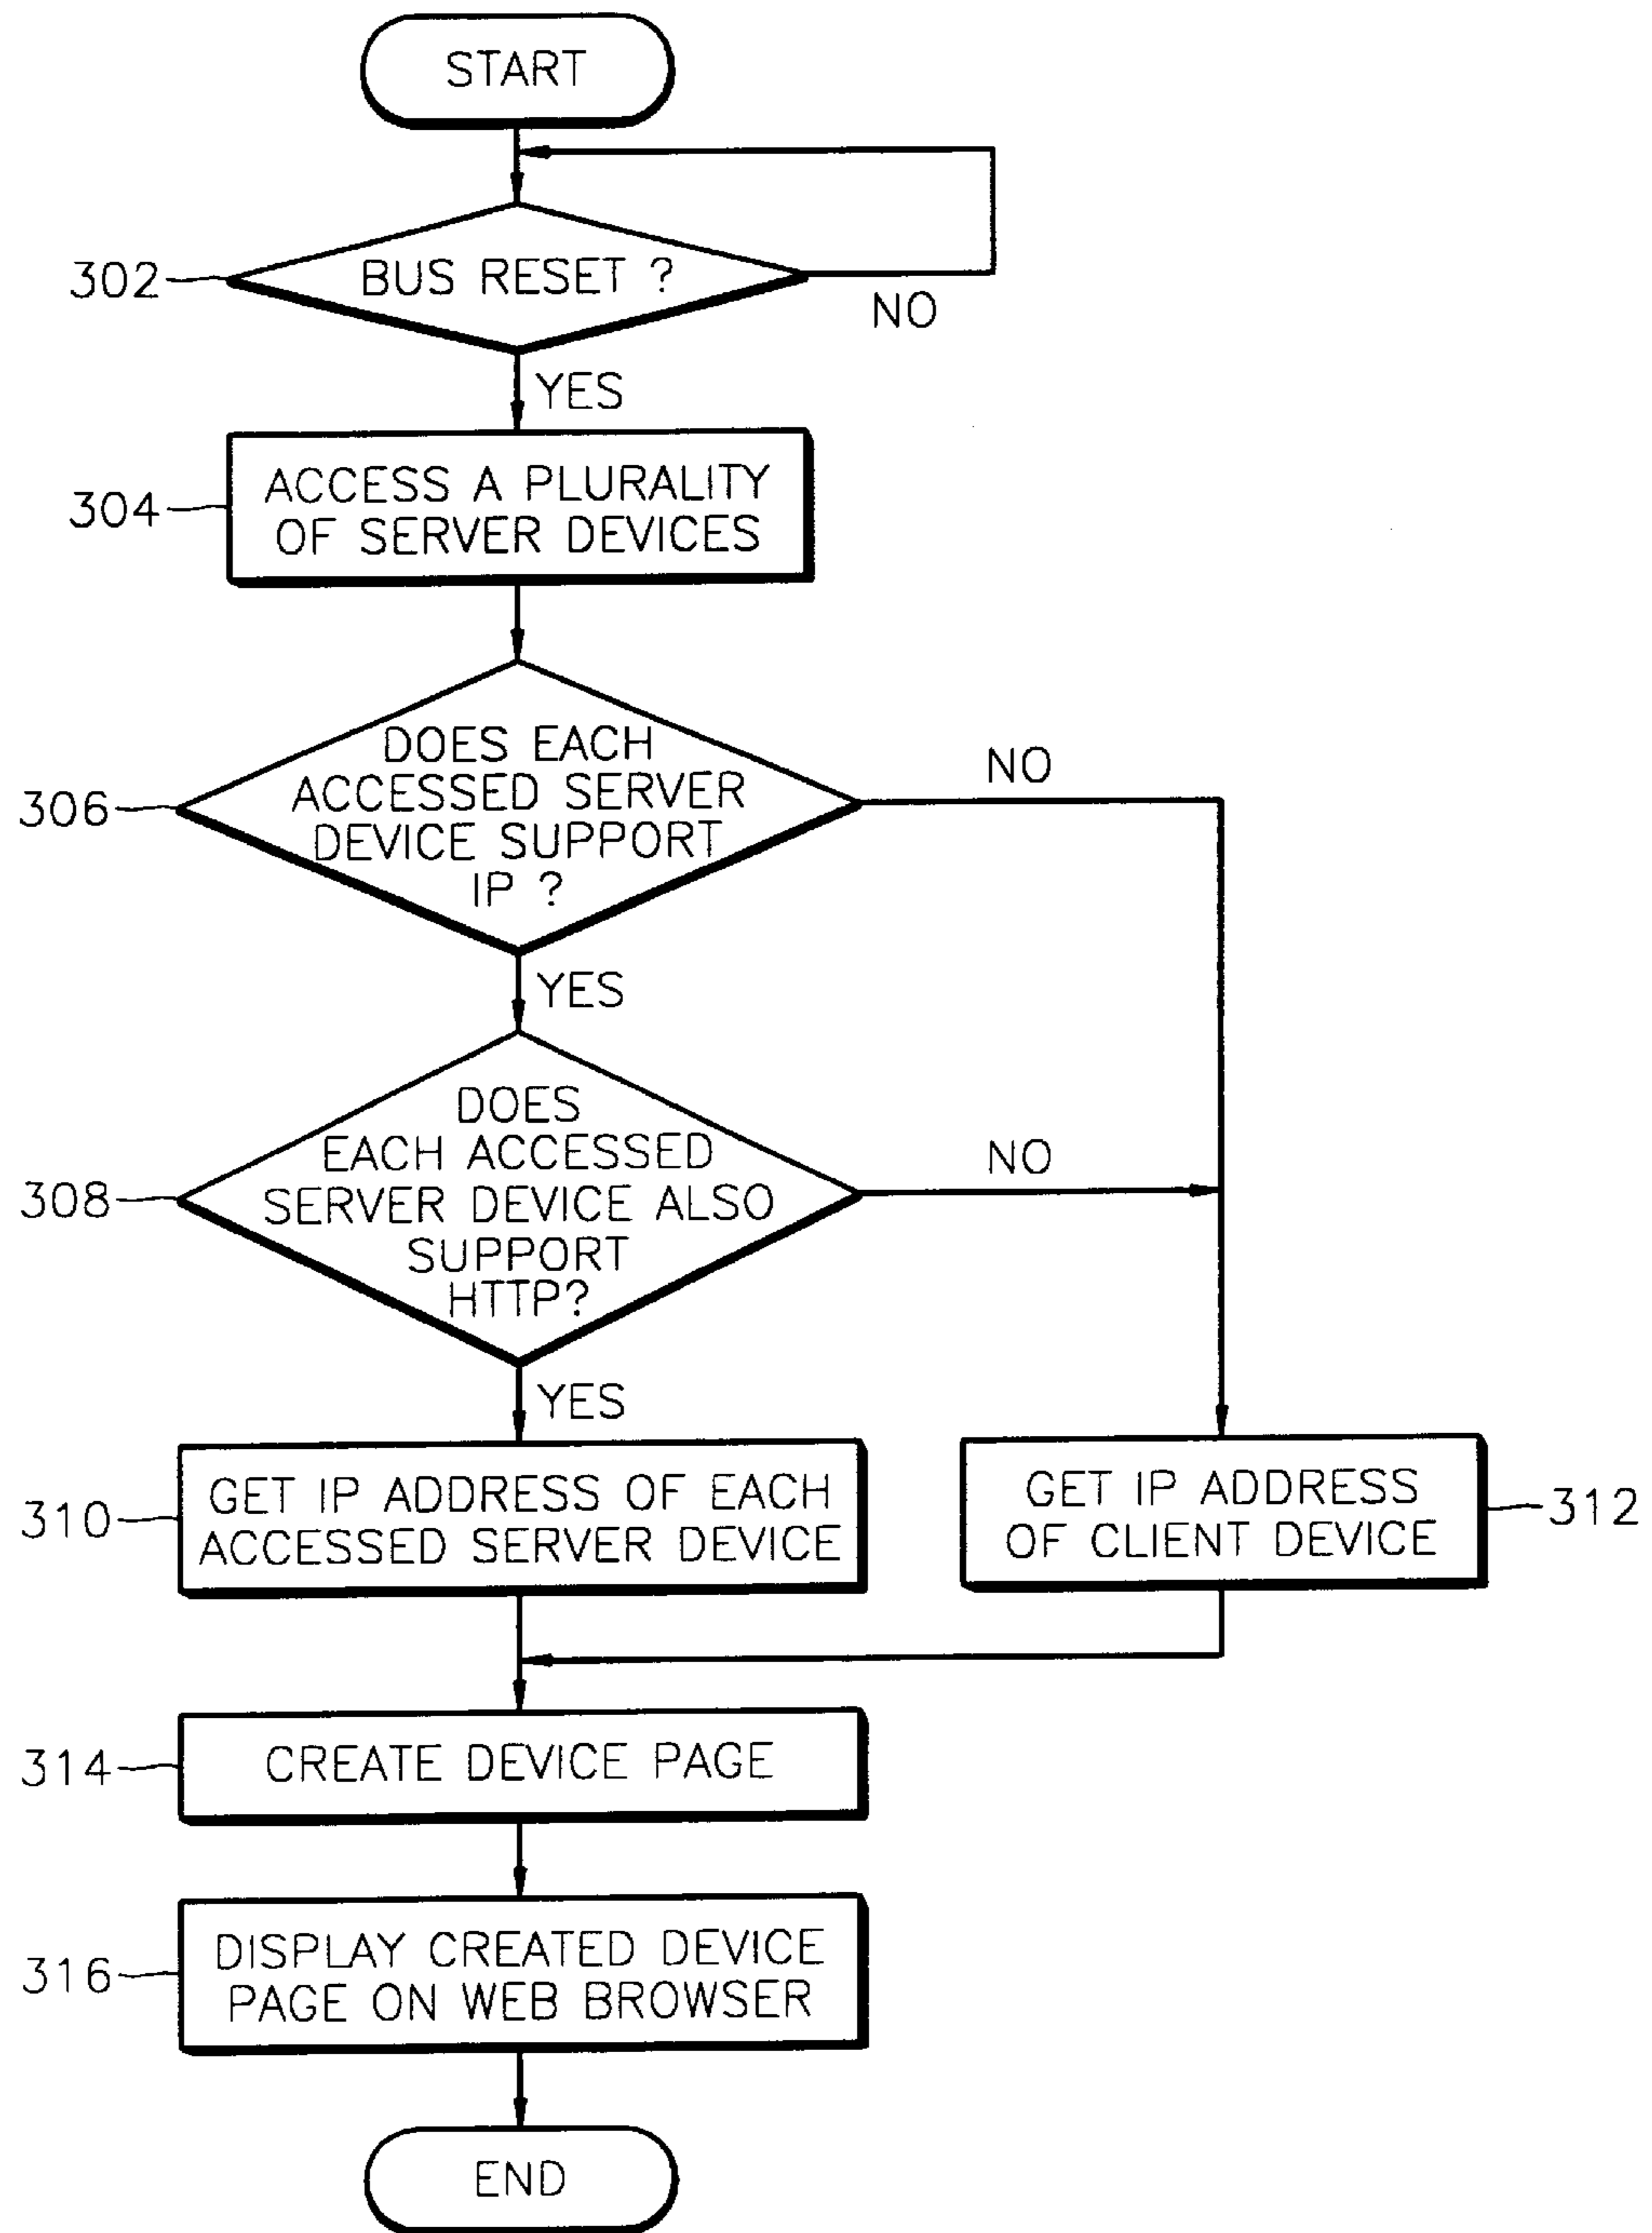 START
302
BUS RESET ?
NO
YES
304
ACCESS A PLURALITY
OF SERVER DEVICES
306
DOES EACH
ACCESSED SERVER
DEVICE SUPPORT
IP ?
NO
YES
308
DOES
EACH ACCESSED
SERVER DEVICE ALSO
SUPPORT
HTTP?
NO
YES
310
GET IP ADDRESS OF EACH
ACCESSED SERVER DEVICE
GET IP ADDRESS
OF CLIENT DEVICE
312
314
CREATE DEVICE PAGE
316
DISPLAY CREATED DEVICE
PAGE ON WEB BROWSER
END